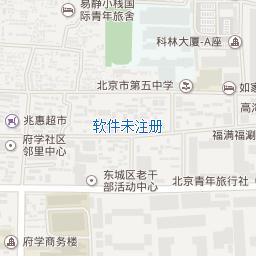 易静小栈国
际青年旅舍
科林大厦-A座
北京市第五中学
如家
高海
兆惠超市
软件未注册
福满福涮
府学社区
邻里中心
东城区老干
部活动中心
北京青年旅行社（
府学商务楼